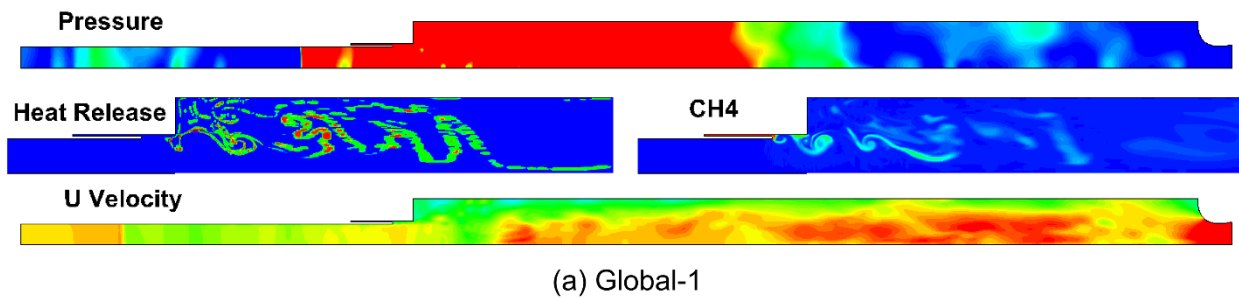 Pressure
Heat Release
CH4
U Velocity
(a) Global-1